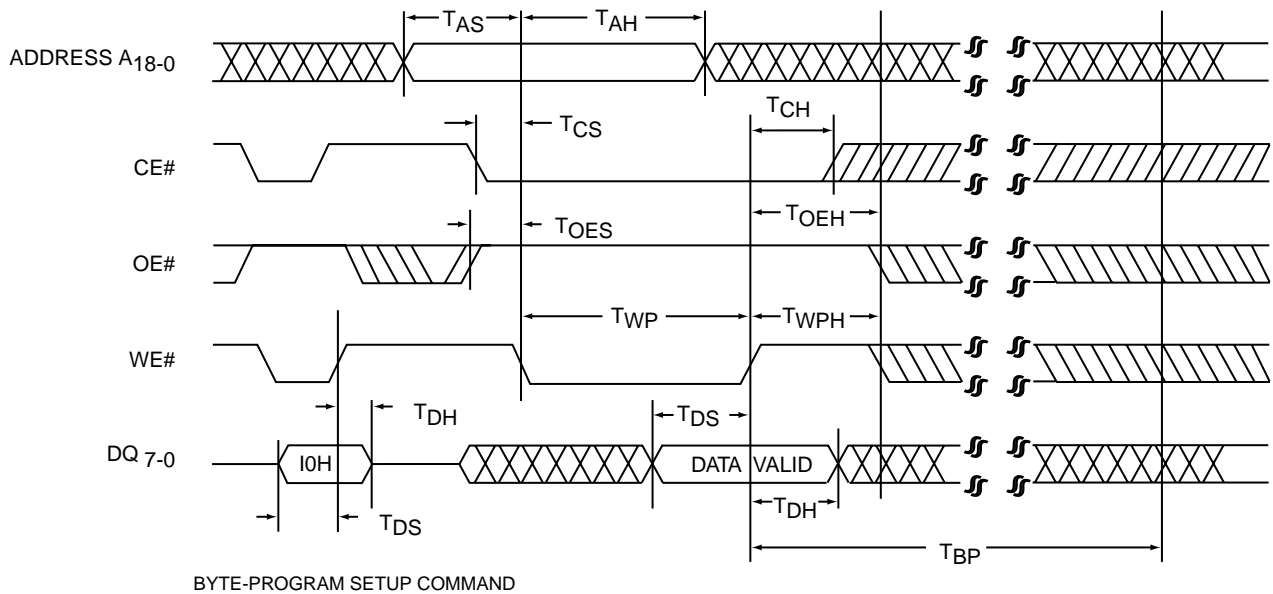 TAS
TAH
ADDRESS A18-0
TCS
TCH
CE#
TOES
TOEH
OE#
TWP
TWPH
WE#
TDH
TDS
DQ 7-0
I0H
DATA VALID
TDS
TDH
TBP
BYTE-PROGRAM SETUP COMMAND